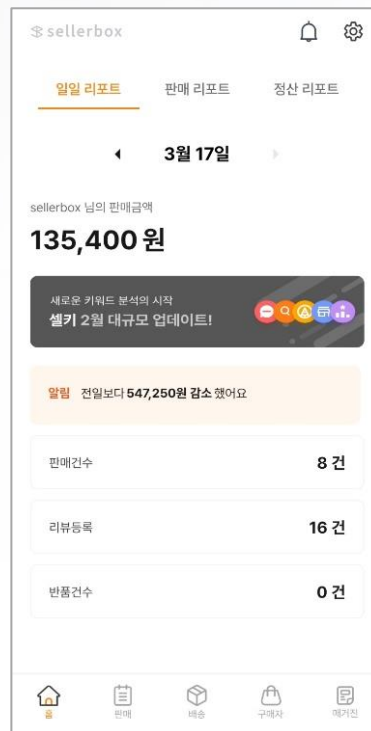 sellerbox
일일 리포트 판매 리포트 정산 리포트
3월 17일
sellerbox 님의 판매금액
135,400 원
새로운 키워드 분석의 시작
셀키 2월 대규모 업데이트!
알림 전일보다 547,250원 감소 했어요
판매건수 8 건
리뷰등록 16 건
반품건수 0 건
홈 판매 배송 구매자 매거진